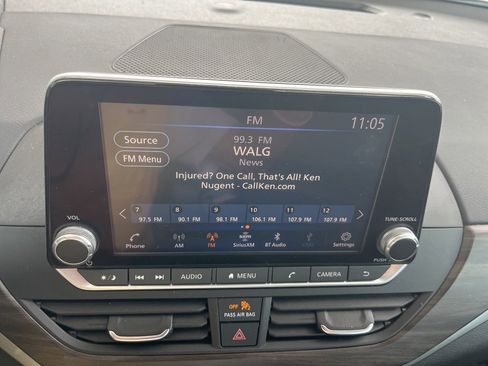 FM
11:05
Source
99.3 FM
FM Menu
WALG
News
Injured? One Call, That's All! Ken
Nugent - CallKen.com
VOL
TUNE·SCROLL
7 8 9 10 11 12
97.5 FM 90.1 FM 98.1 FM 106.1 FM 107.9 FM 107.9 FM
Phone AM FM SiriusXM BT Audio USB Settings
PUSH
AUDIO MENU CAMERA
OFF
PASS AIR BAG